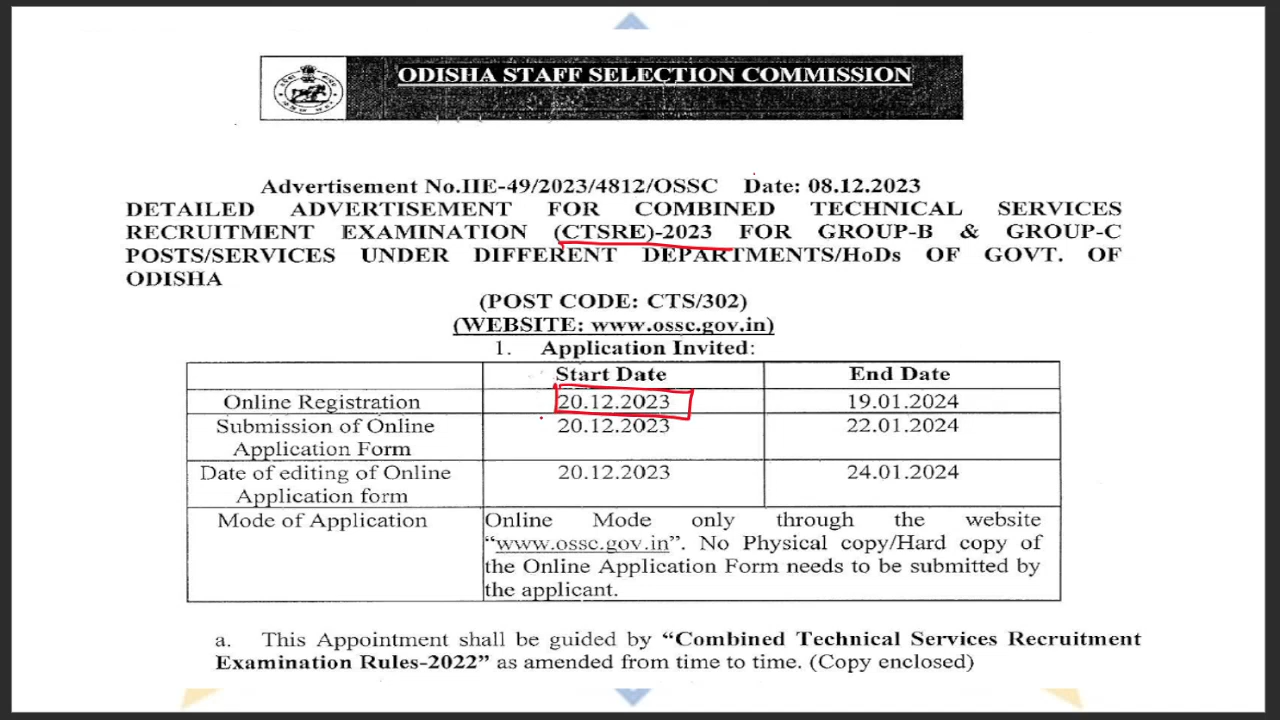 ODISHA STAFF SELECTION COMMISSION
Advertisement No.IIE-49/2023/4812/OSSC Date: 08.12.2023
DETAILED ADVERTISEMENT FOR COMBINED TECHNICAL SERVICES
RECRUITMENT EXAMINATION (CTSRE)-2023 FOR GROUP-B & GROUP-C
POSTS/SERVICES UNDER DIFFERENT DEPARTMENTS/HoDs OF GOVT. OF
ODISHA
(POST CODE: CTS/302)
(WEBSITE: www.ossc.gov.in)
1. Application Invited:
Start Date End Date
Online Registration 20.12.2023 19.01.2024
Submission of Online 20.12.2023 22.01.2024
Application Form
Date of editing of Online 20.12.2023 24.01.2024
Application form
Mode of Application Online Mode only through the website
“www.ossc.gov.in”. No Physical copy/Hard copy of
the Online Application Form needs to be submitted by
the applicant.
a. This Appointment shall be guided by “Combined Technical Services Recruitment
Examination Rules-2022” as amended from time to time. (Copy enclosed)